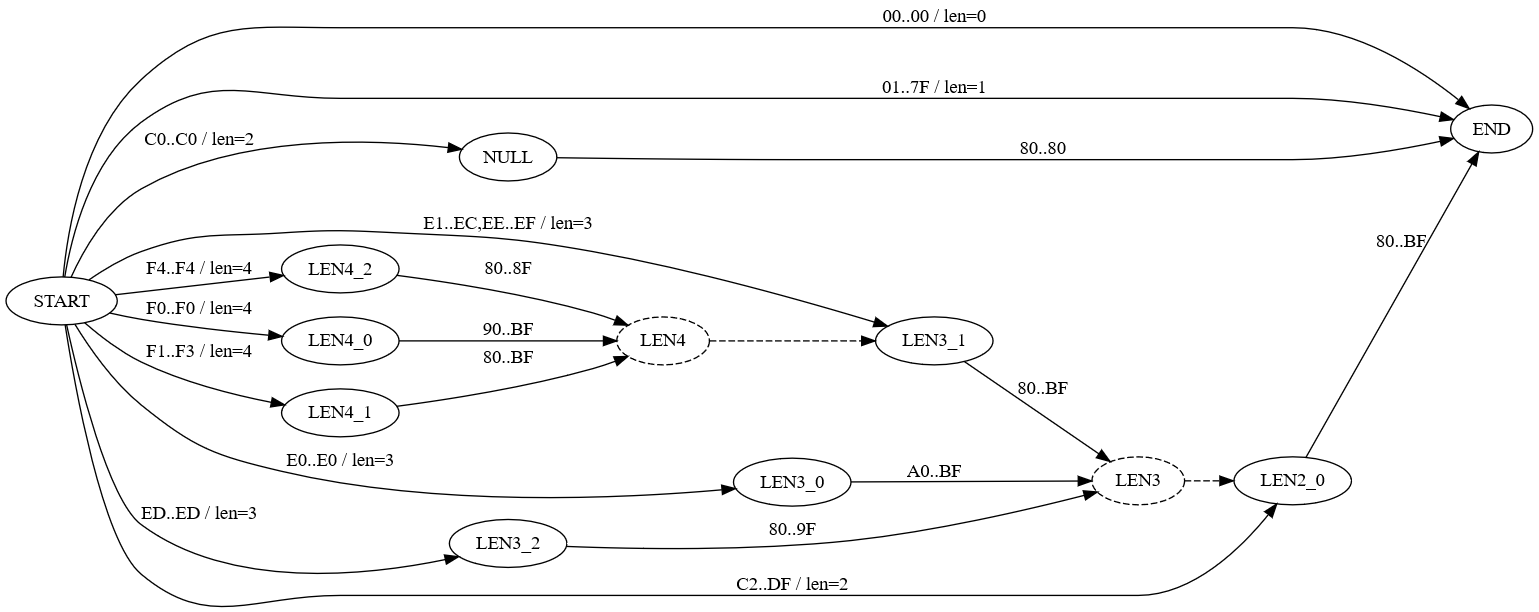 00..00 / len=0
01..7F / len=1
END
C0..C0 / len=2
NULL
80..80
E1..EC,EE..EF / len=3
80..BF
F4..F4 / len=4
LEN4_2
80..8F
START
F0..F0 / len=4
LEN4_0
90..BF
LEN4
LEN3_1
F1..F3 / len=4
80..BF
LEN4_1
80..BF
E0..E0 / len=3
LEN3_0
A0..BF
LEN3
LEN2_0
ED..ED / len=3
LEN3_2
80..9F
C2..DF / len=2